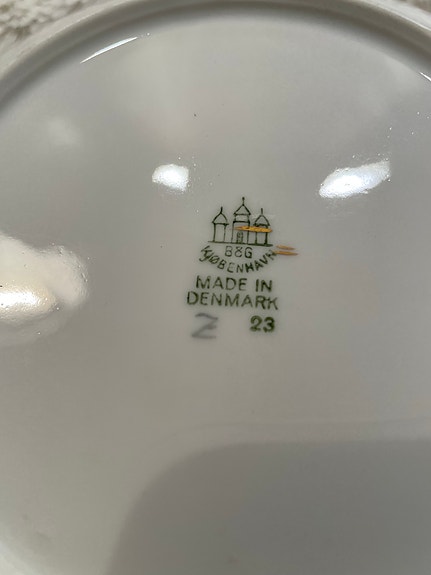 B&G
KJØBENHAVN
MADE IN
DENMARK
Z 23